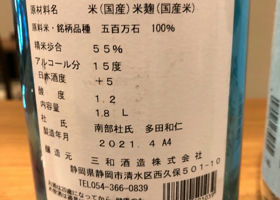 原材料名 米(国産)米麹(国産米)
原料米・銘柄品種 五百万石 100%
精米歩合 55%
アルコール分 15度
日本酒度 +5
酸度 1.2
内容量 1.8 L
杜氏 南部杜氏 多田和仁
製造年月 2021.4 A4
醸造元 三和酒造株式会社
静岡県静岡市清水区西久保501-10
TEL054-366-0839